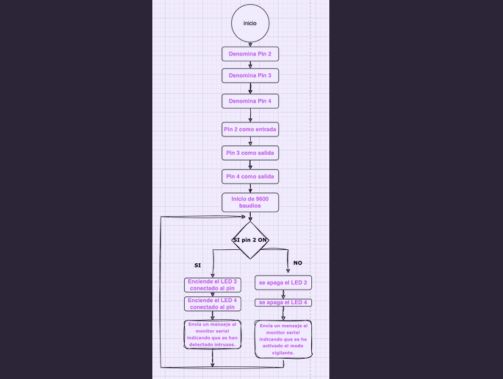 inicio
Denomina Pin 2
Denomina Pin 3
Denomina Pin 4
Pin 2 como entrada
Pin 3 como salida
Pin 4 como salida
Inicio de 9600
baudios
SI pin 2 ON
SI
NO
Enciende el LED 3
conectado al pin
Enciende el LED 4
conectado al pin
Envia un mensaje al
monitor serial
indicando que se han
detectado intrusos.
se apaga el LED 3
se apaga el LED 4
Envia un mensaje al
monitor serial
indicando que se ha
activado el modo
vigilante.